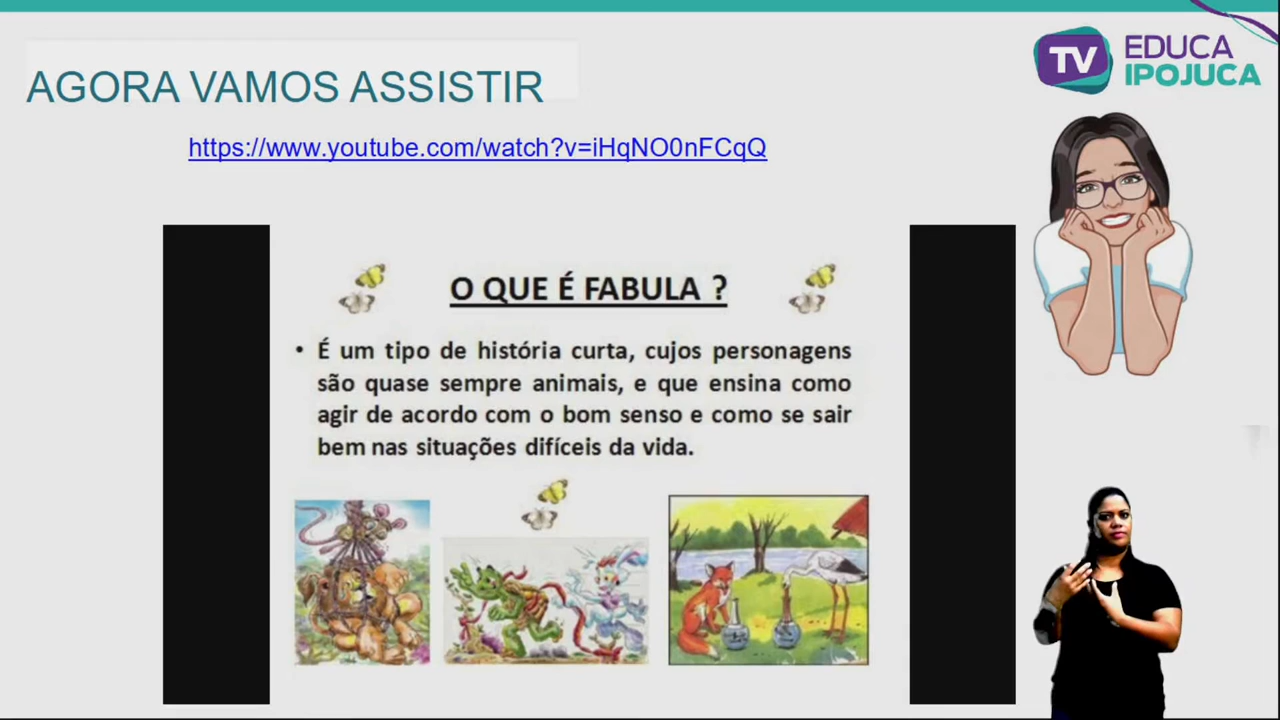 AGORA VAMOS ASSISTIR
TV EDUCA
IPOJUCA
https://www.youtube.com/watch?v=iHqNO0nFCqQ
O QUE É FABULA ?
• É um tipo de história curta, cujos personagens
são quase sempre animais, e que ensina como
agir de acordo com o bom senso e como se sair
bem nas situações difíceis da vida.